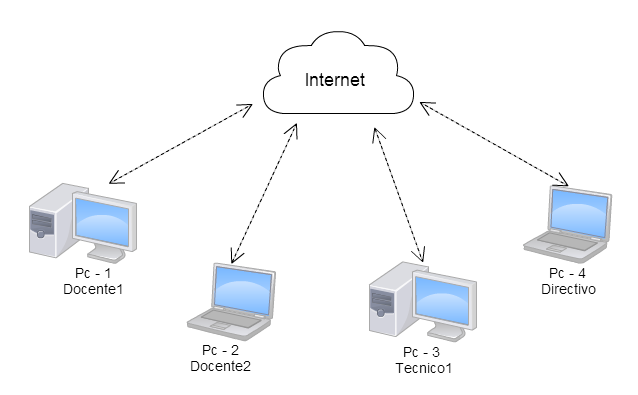 Internet
Pc - 1
Docente1
Pc - 4
Directivo
Pc - 2
Docente2
Pc - 3
Tecnico1